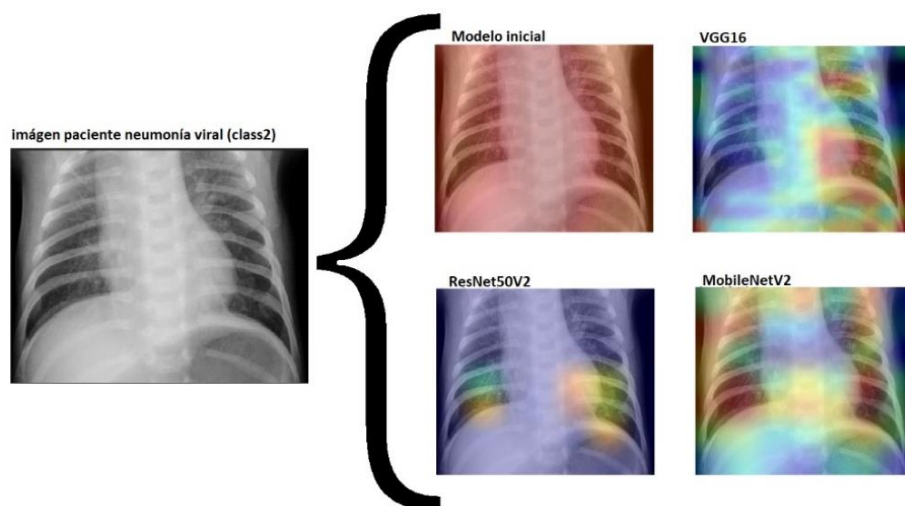 Modelo inicial
VGG16
imágen paciente neumonía viral (class2)
ResNet50V2
MobileNetV2